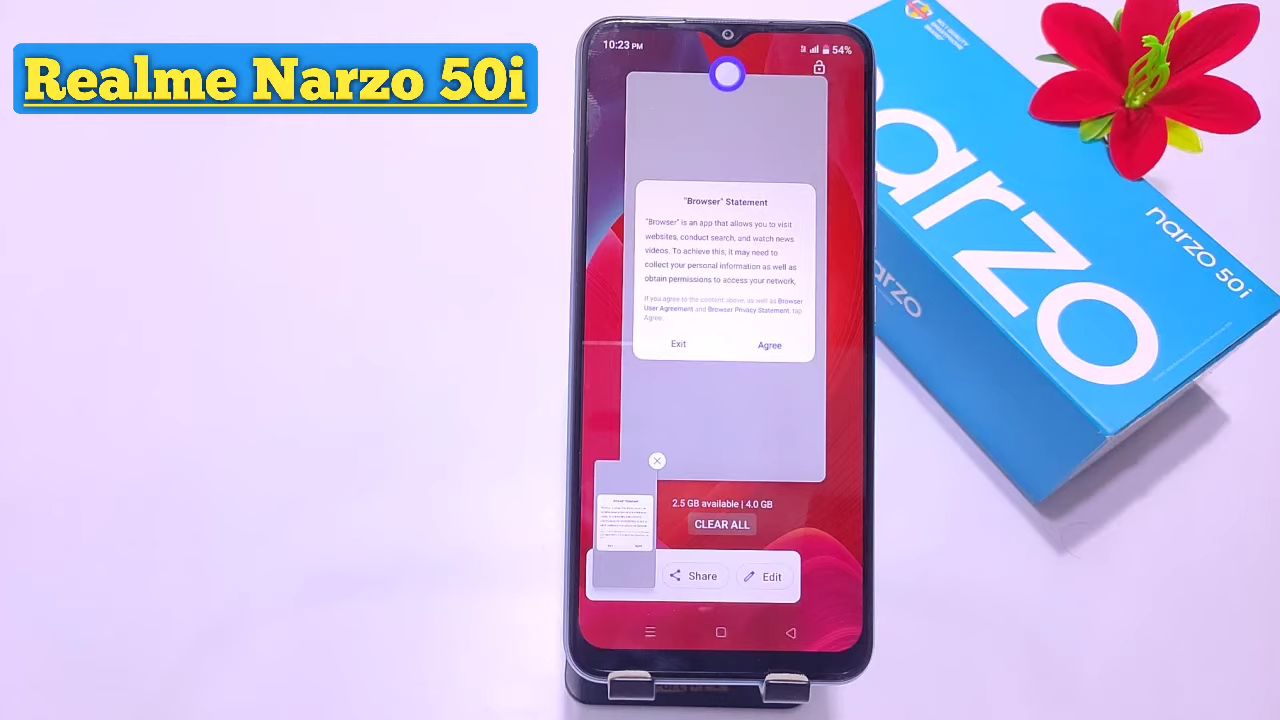 Realme Narzo 50i
10:23 PM
54%
"Browser" Statement
"Browser" is an app that allows you to visit
websites, conduct search, and watch news
videos. To achieve this, it may need to
collect your personal information as well as
obtain permissions to access your network,
If you agree to the content above, as well as Browser
User Agreement and Browser Privacy Statement, tap
Agree.
Exit Agree
2.5 GB available | 4.0 GB
CLEAR ALL
Share Edit
narzo
narzo 50i
narzo